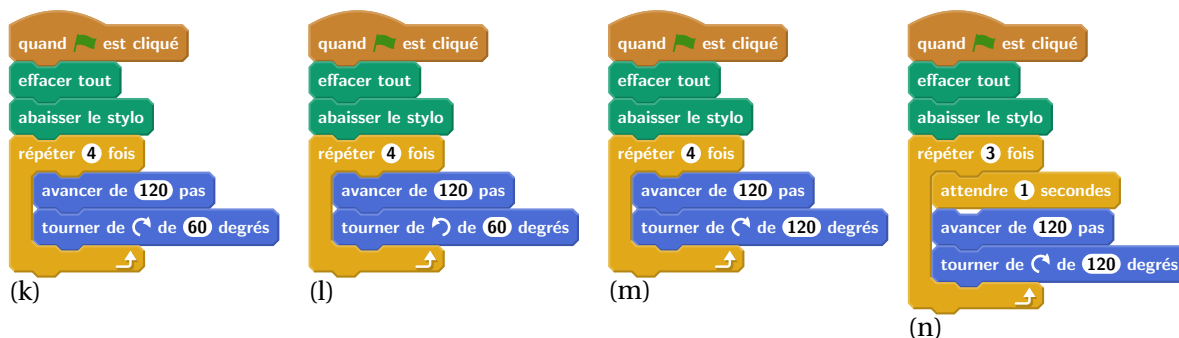 quand est cliqué
effacer tout
abaisser le stylo
répéter 4 fois
avancer de 120 pas
tourner de de 60 degrés
(k)
quand est cliqué
effacer tout
abaisser le stylo
répéter 4 fois
avancer de 120 pas
tourner de de 60 degrés
(l)
quand est cliqué
effacer tout
abaisser le stylo
répéter 4 fois
avancer de 120 pas
tourner de de 120 degrés
(m)
quand est cliqué
effacer tout
abaisser le stylo
répéter 3 fois
attendre 1 secondes
avancer de 120 pas
tourner de de 120 degrés
(n)